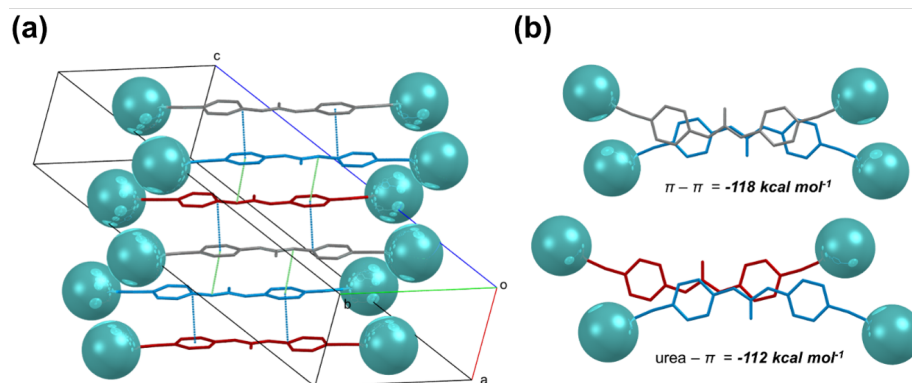 (a)
(b)
c
b
o
a
π – π = -118 kcal mol⁻¹
urea – π = -112 kcal mol⁻¹